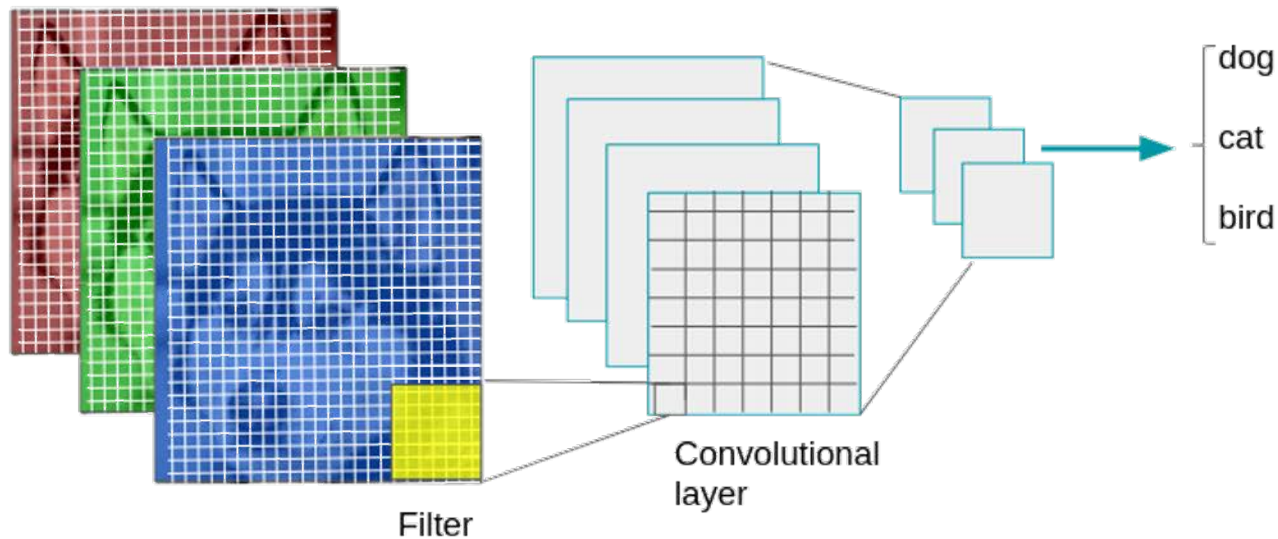 dog
cat
bird
Convolutional
layer
Filter